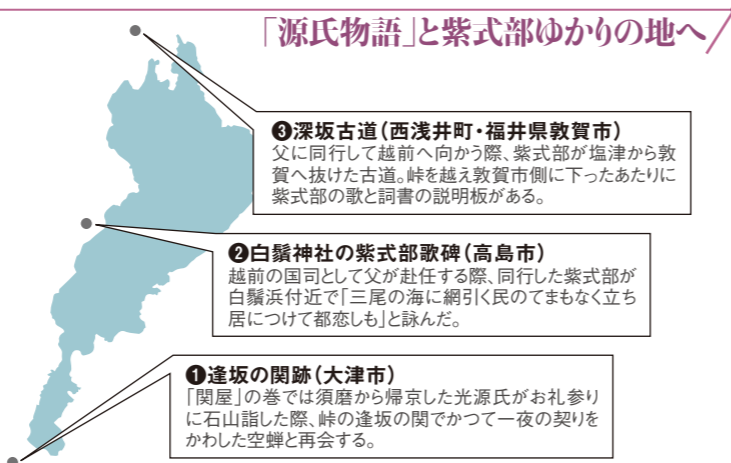 「源氏物語」と紫式部ゆかりの地へ
❸深坂古道（西浅井町・福井県敦賀市）
父に同行して越前へ向かう際、紫式部が塩津から敦
賀へ抜けた古道。峠を越え敦賀市側に下ったあたりに
紫式部の歌と詞書の説明板がある。
❷白鬚神社の紫式部歌碑（高島市）
越前の国司として父が赴任する際、同行した紫式部が
白鬚浜付近で「三尾の海に網引く民のてまもなく立ち
居につけて都恋しも」と詠んだ。
❶逢坂の関跡（大津市）
「関屋」の巻では須磨から帰京した光源氏がお礼参り
に石山詣した際、峠の逢坂の関でかつて一夜の契りを
かわした空蝉と再会する。